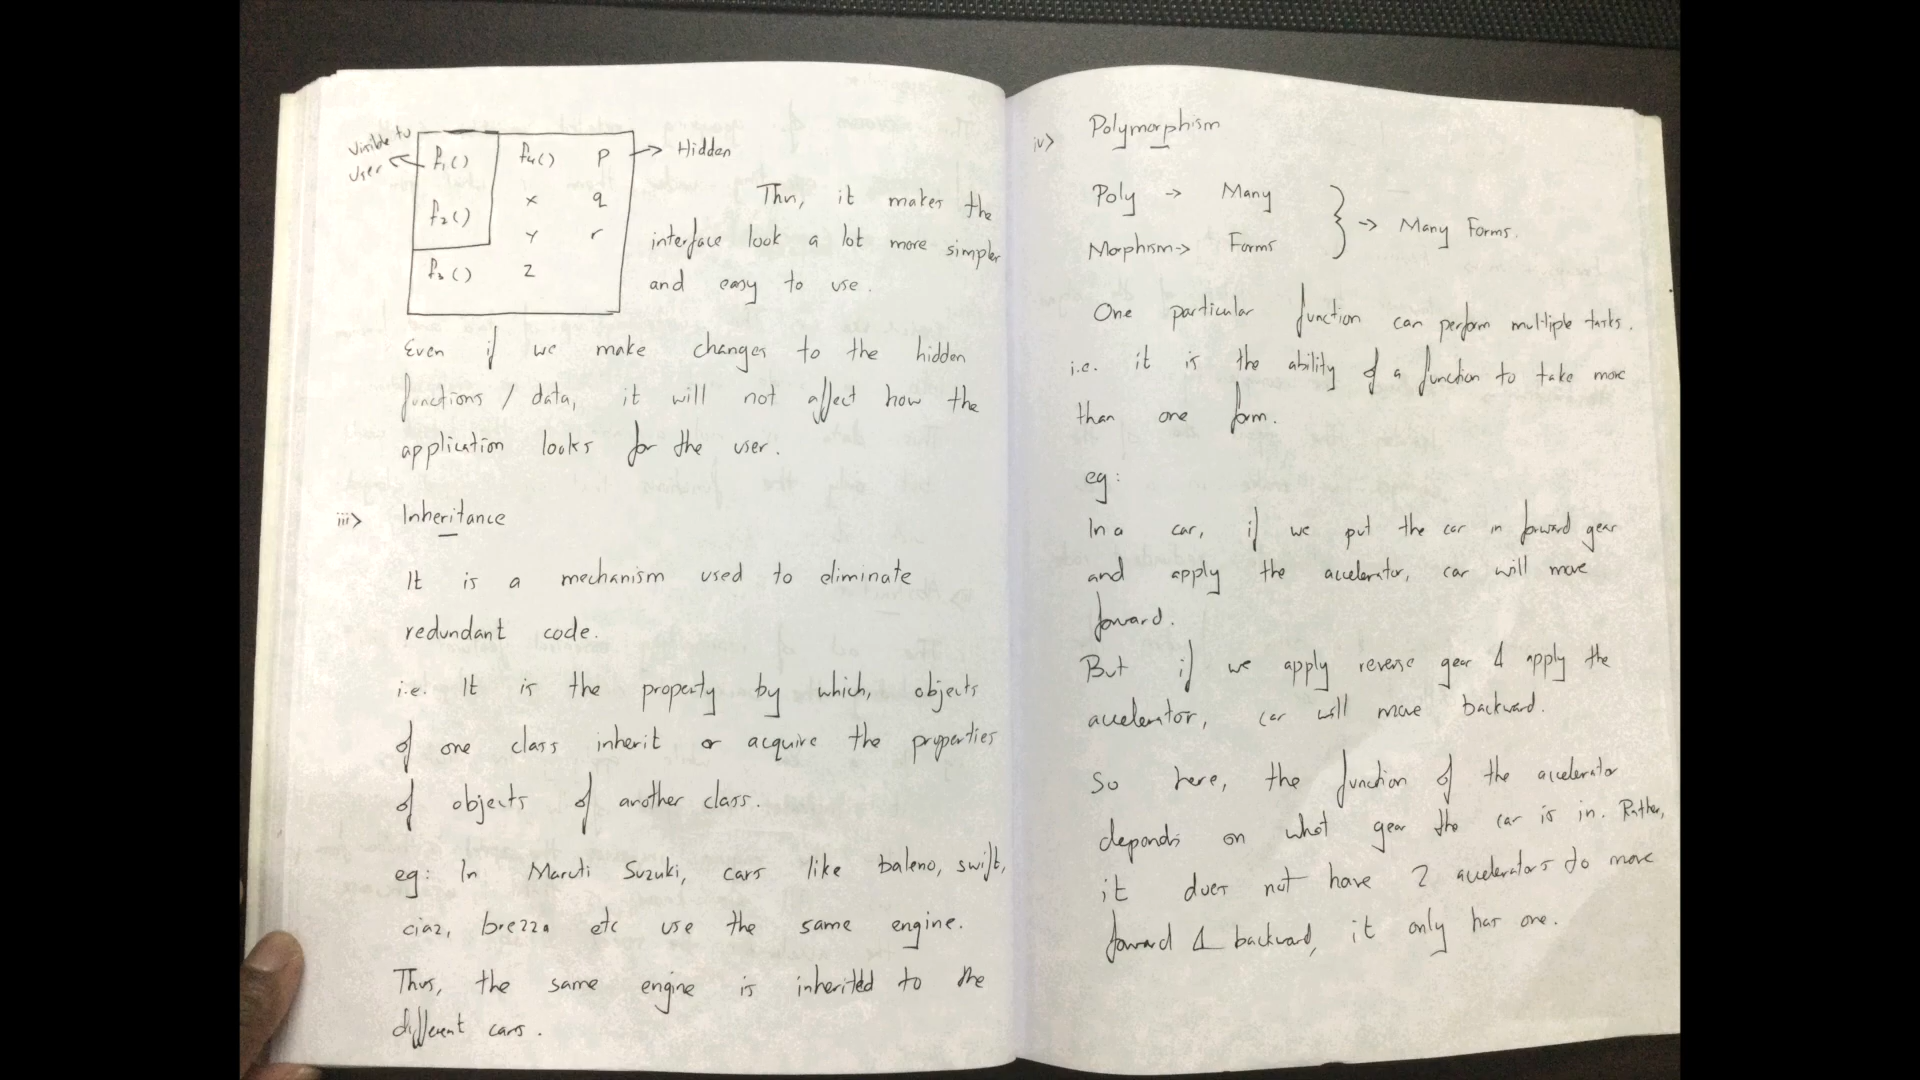 Visible to
User
f1()
f4()
p
Hidden
f2()
x
q
y
r
f3()
z
Thus, it makes the
interface look a lot more simpler
and easy to use.
Even if we make changes to the hidden
functions / data, it will not affect how the
application looks for the user.
iii> Inheritance
It is a mechanism used to eliminate
redundant code.
i.e. It is the property by which, objects
of one class inherit or acquire the properties
of objects of another class.
eg: In Maruti Suzuki, cars like baleno, swift,
ciaz, brezza etc use the same engine.
Thus, the same engine is inherited to the
different cars.
iv> Polymorphism
Poly → Many
Morphism → Forms
} → Many Forms.
One particular function can perform multiple tasks.
i.e. it is the ability of a function to take more
than one form.
eg:
In a car, if we put the car in forward gear
and apply the accelerator, car will move
forward.
But if we apply reverse gear & apply the
accelerator, car will move backward.
So here, the function of the accelerator
depends on what gear the car is in. Rather,
it does not have 2 accelerators to move
forward & backward, it only has one.